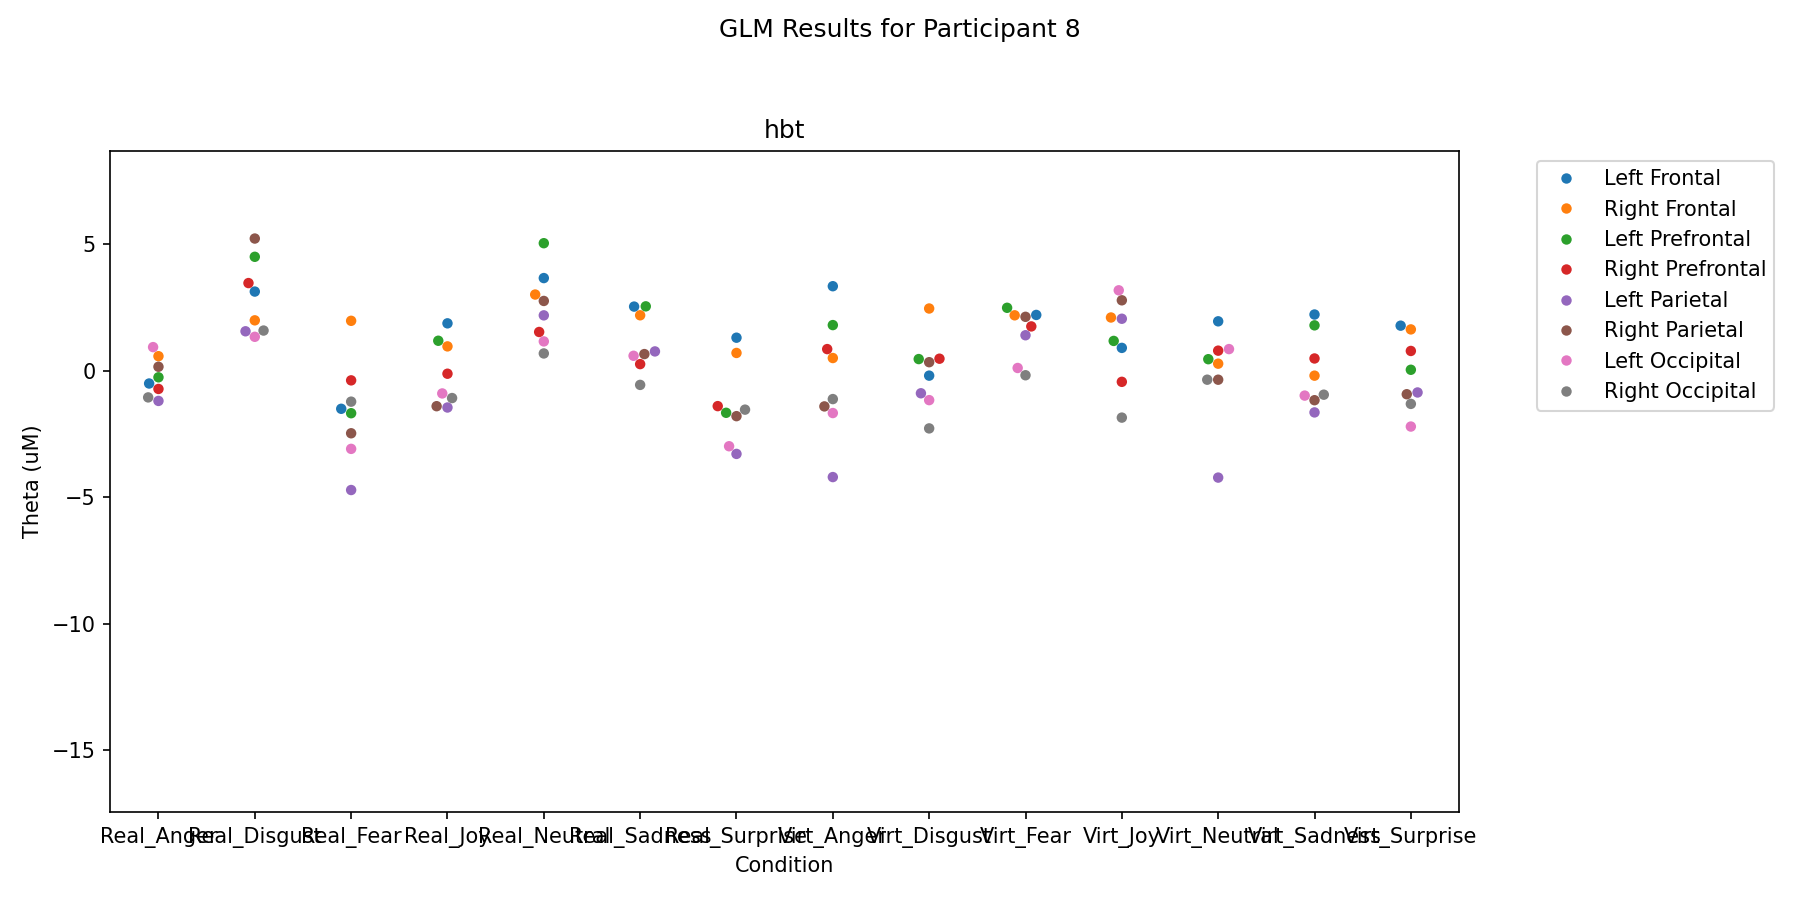 GLM Results for Participant 8
hbt
Theta (uM)
5
0
−5
−10
−15
Real_Anger Real_Disgust Real_Fear Real_Joy Real_Neutral Real_Sadness Real_Surprise Virt_Anger Virt_Disgust Virt_Fear Virt_Joy Virt_Neutral Virt_Sadness Virt_Surprise
Condition
Left Frontal
Right Frontal
Left Prefrontal
Right Prefrontal
Left Parietal
Right Parietal
Left Occipital
Right Occipital